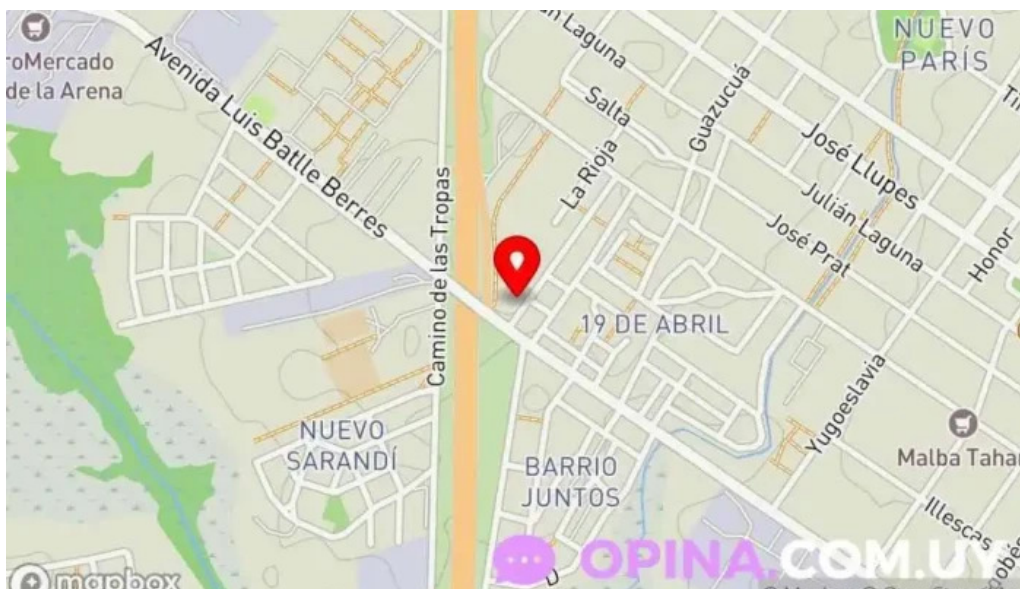 roMercado
de la Arena
Avenida Luis Batlle Berres
Laguna
NUEVO
PARÍS
Salta
Guazucuá
La Rioja
José Llupes
Julián Laguna
José Prat
Honor
Camino de las Tropas
19 DE ABRIL
NUEVO
SARANDÍ
BARRIO
JUNTOS
Yugoeslavia
Malba Tahan
Illescas
OPINA.COM.UY
mapbox